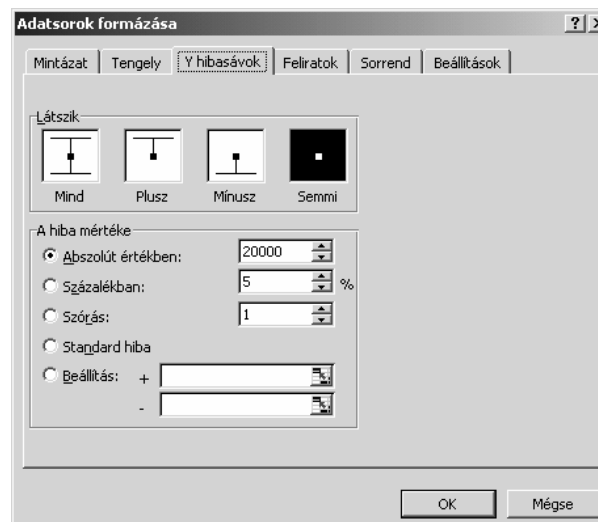 Adatsorok formázása
Mintázat Tengely Y hibasávok Feliratok Sorrend Beállítások
Látszik
Mind Plusz Mínusz Semmi
A hiba mértéke
Abszolút értékben: 20000
Százalékban: 5 %
Szórás: 1
Standard hiba
Beállítás: +
-
OK Mégse